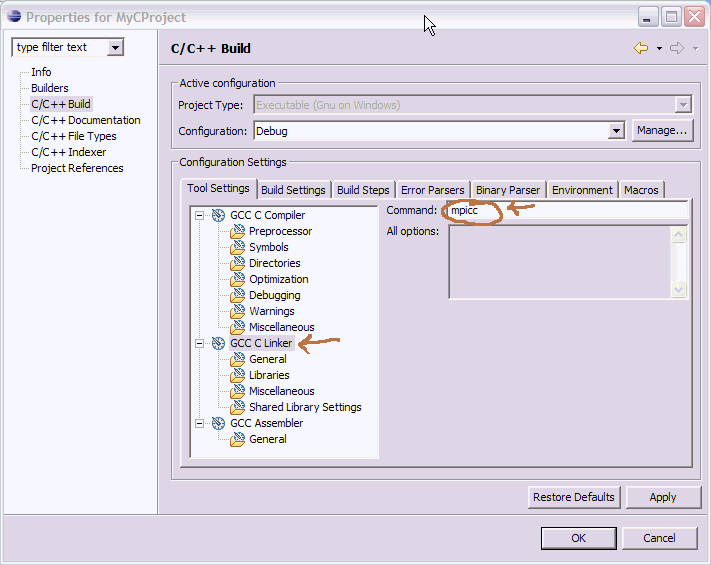 Properties for MyCProject
type filter text
Info
Builders
C/C++ Build
C/C++ Documentation
C/C++ File Types
C/C++ Indexer
Project References
C/C++ Build
Active configuration
Project Type: Executable (Gnu on Windows)
Configuration: Debug Manage...
Configuration Settings
Tool Settings Build Settings Build Steps Error Parsers Binary Parser Environment Macros
GCC C Compiler
Preprocessor
Symbols
Directories
Optimization
Debugging
Warnings
Miscellaneous
GCC C Linker
General
Libraries
Miscellaneous
Shared Library Settings
GCC Assembler
General
Command: mpicc
All options:
Restore Defaults Apply
OK Cancel